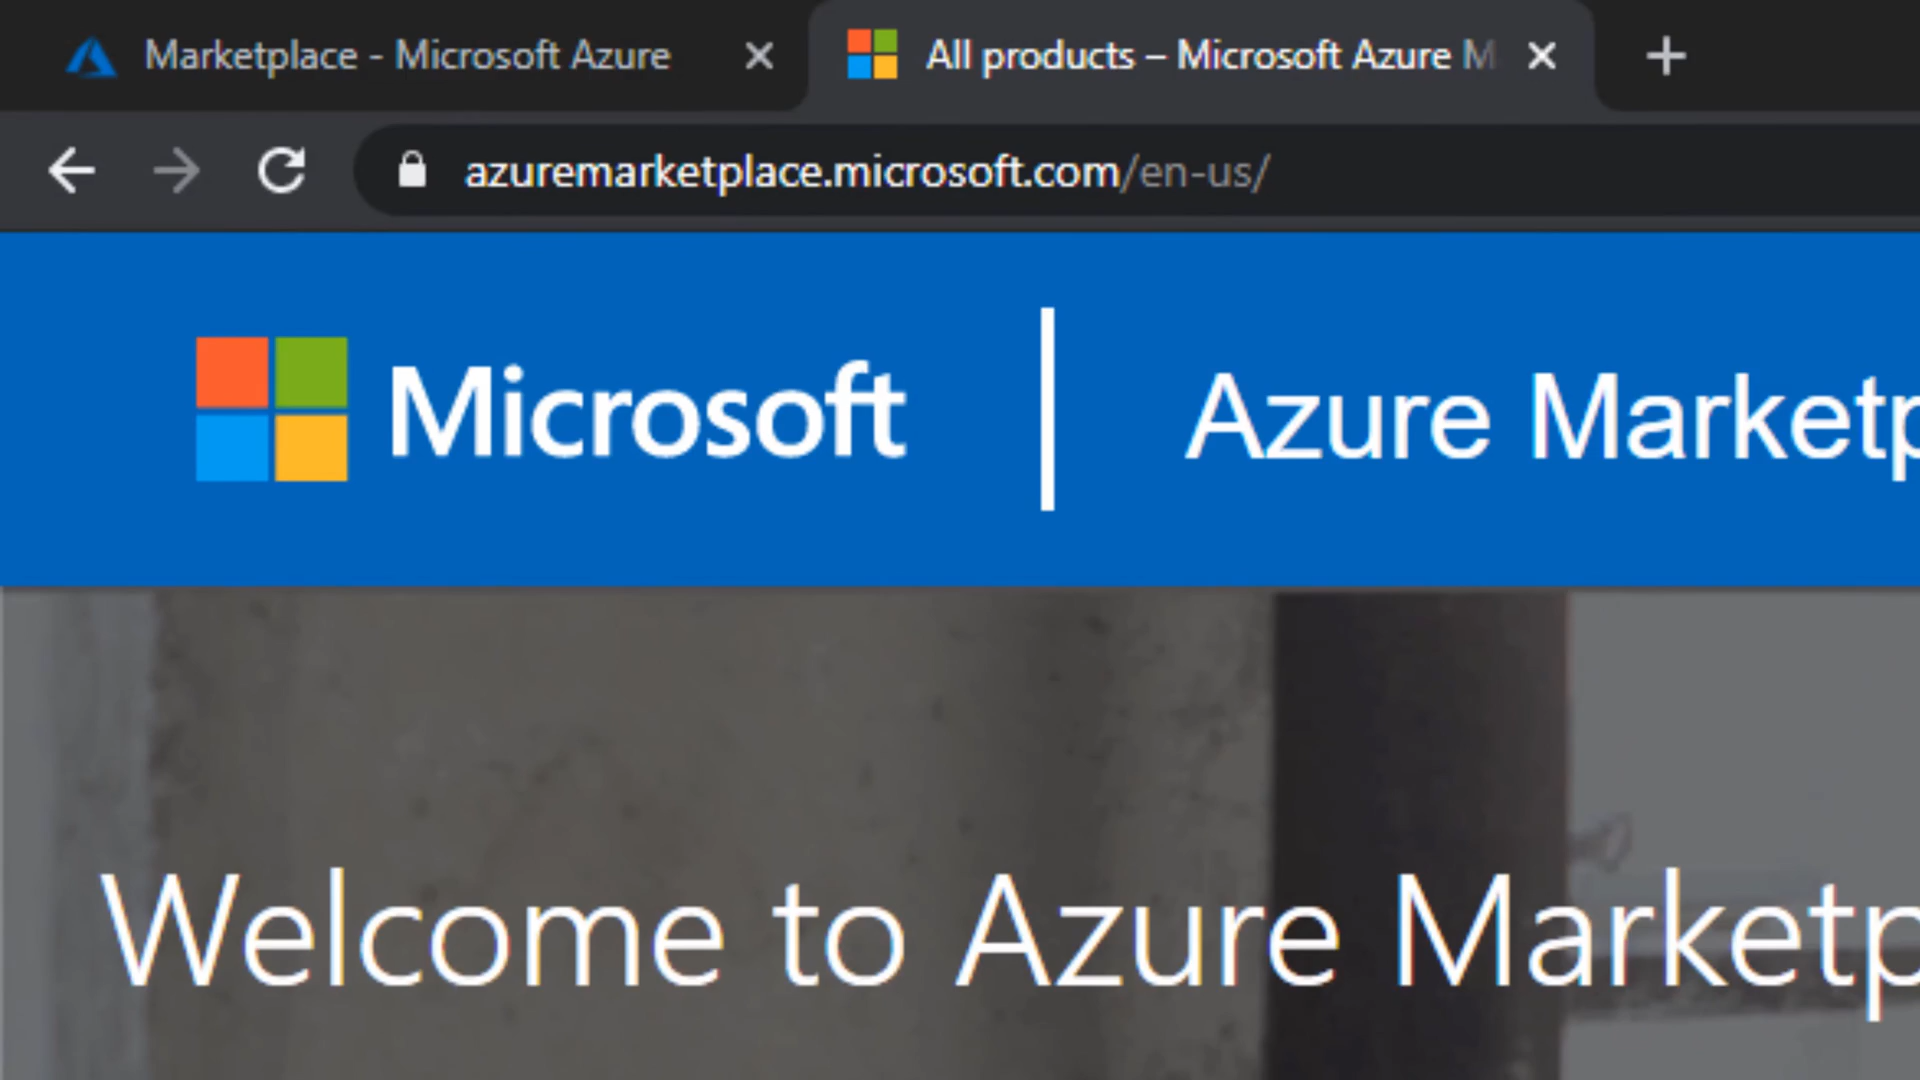 Marketplace - Microsoft Azure
All products – Microsoft Azure M
azuremarketplace.microsoft.com/en-us/
Microsoft
Azure Marketp
Welcome to Azure Marketp